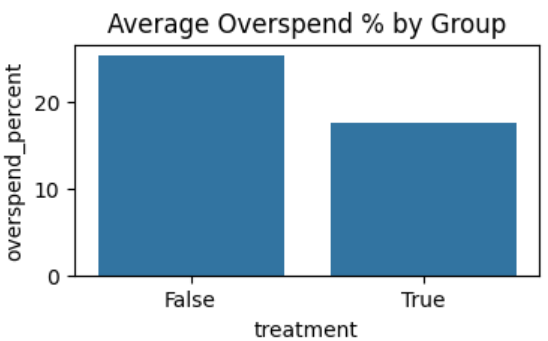 Average Overspend % by Group
overspend_percent
20
10
0
False True
treatment